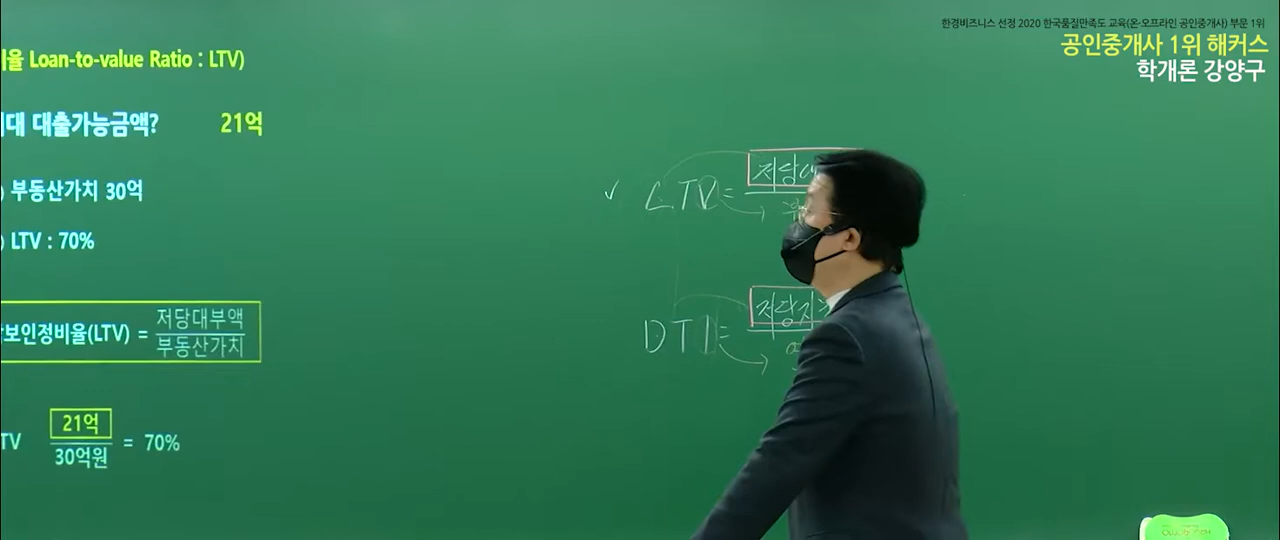 한경비즈니스 선정 2020 한국품질만족도 교육(온·오프라인 공인중개사) 부문 1위
공인중개사 1위 해커스
학개론 강양구
율 Loan-to-value Ratio : LTV)
대 대출가능금액? 21억
) 부동산가치 30억
) LTV : 70%
보인정비율(LTV) = 저당대부액
부동산가치
TV 21억 = 70%
30억원
✓ LTV = 저당
DTI = 저당지